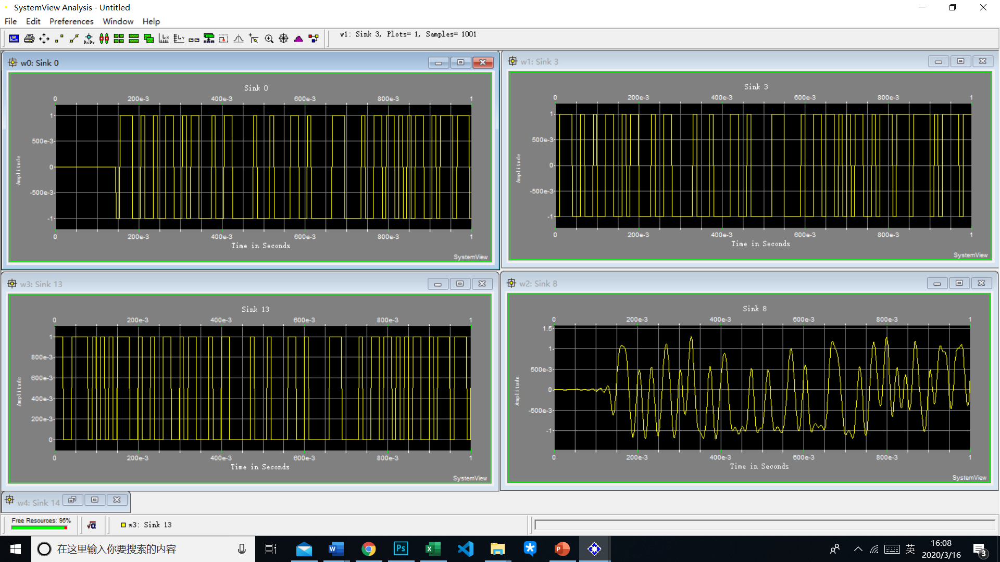 SystemView Analysis - Untitled
File Edit Preferences Window Help
w1: Sink 3, Plots= 1, Samples= 1001
w0: Sink 0
Sink 0
0 200e-3 400e-3 600e-3 800e-3 1
1
500e-3
0
-500e-3
-1
Amplitude
0 200e-3 400e-3 600e-3 800e-3 1
Time in Seconds
SystemView
w1: Sink 3
Sink 3
0 200e-3 400e-3 600e-3 800e-3 1
1
500e-3
0
-500e-3
-1
Amplitude
0 200e-3 400e-3 600e-3 800e-3 1
Time in Seconds
SystemView
w3: Sink 13
Sink 13
0 200e-3 400e-3 600e-3 800e-3 1
1
800e-3
600e-3
400e-3
200e-3
0
Amplitude
0 200e-3 400e-3 600e-3 800e-3 1
Time in Seconds
SystemView
w2: Sink 8
Sink 8
0 200e-3 400e-3 600e-3 800e-3 1
1.5
1
500e-3
0
-500e-3
-1
Amplitude
0 200e-3 400e-3 600e-3 800e-3 1
Time in Seconds
SystemView
w4: Sink 14
Free Resources: 95%
√α
w3: Sink 13
在这里输入你要搜索的内容
英
16:08
2020/3/16
3